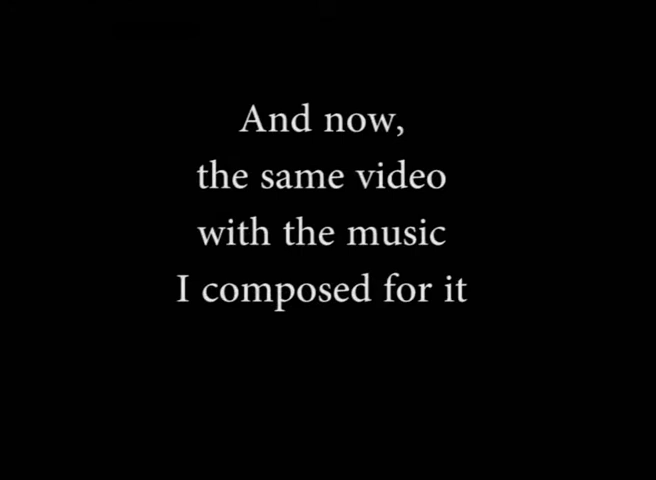 And now,
the same video
with the music
I composed for it